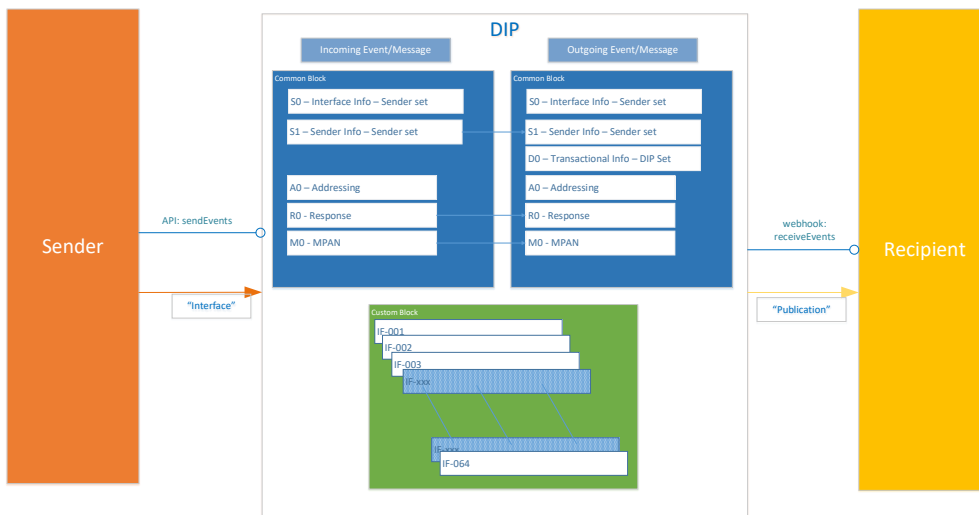 DIP
Incoming Event/Message
Outgoing Event/Message
Common Block
S0 – Interface Info – Sender set
S1 – Sender Info – Sender set
A0 – Addressing
R0 - Response
M0 - MPAN
Common Block
S0 – Interface Info – Sender set
S1 – Sender Info – Sender set
D0 – Transactional Info – DIP Set
A0 – Addressing
R0 - Response
M0 - MPAN
Sender
API: sendEvents
"Interface"
webhook:
receiveEvents
"Publication"
Recipient
Custom Block
IF-001
IF-002
IF-003
IF-xxx
IF-xxx
IF-064